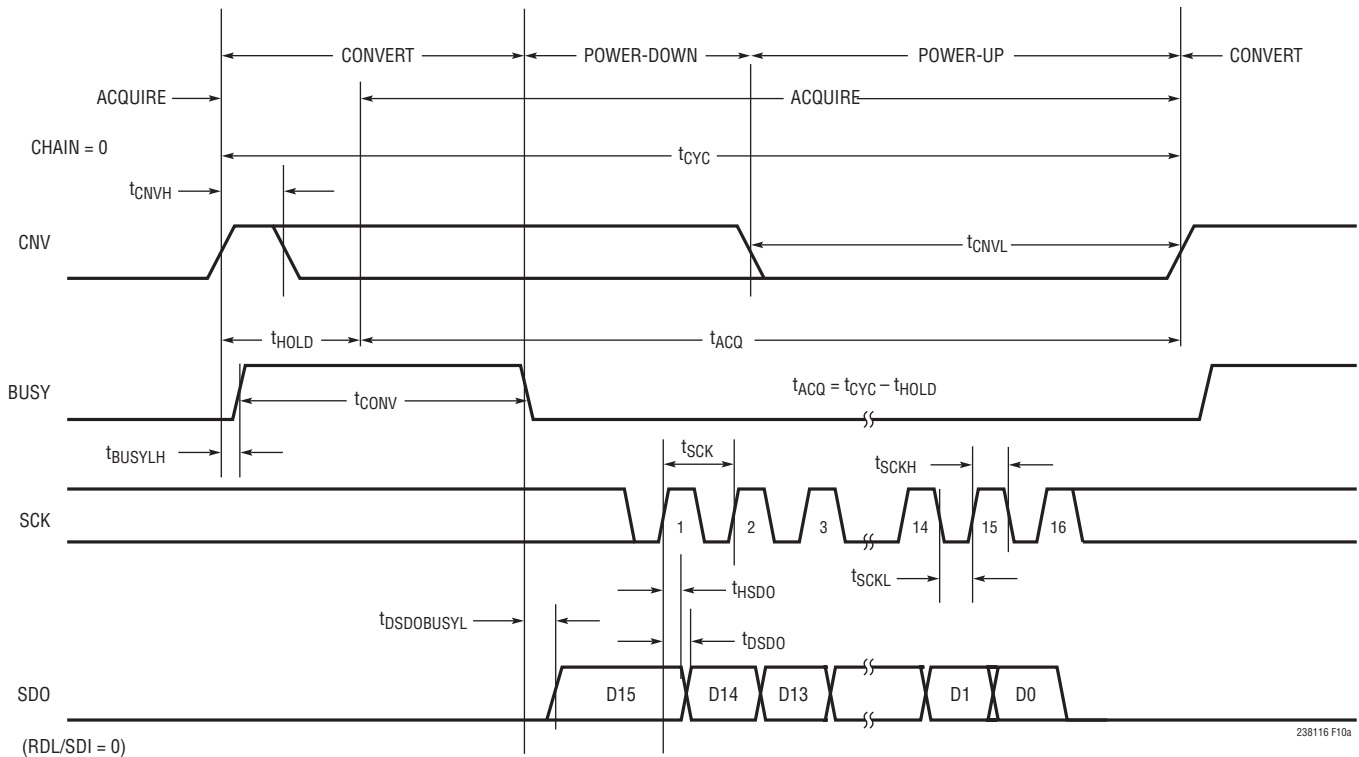 CONVERT POWER-DOWN POWER-UP CONVERT
ACQUIRE ACQUIRE
CHAIN = 0
tCYC
tCNVH
CNV
tCNVL
tHOLD tACQ
BUSY
tCONV
tACQ = tCYC – tHOLD
tBUSYLH
tSCK
tSCKH
SCK
1 2 3 14 15 16
tSCKL
tHSDO
tDSDOBUSYL
tDSDO
SDO
D15 D14 D13 D1 D0
(RDL/SDI = 0)
238116 F10a